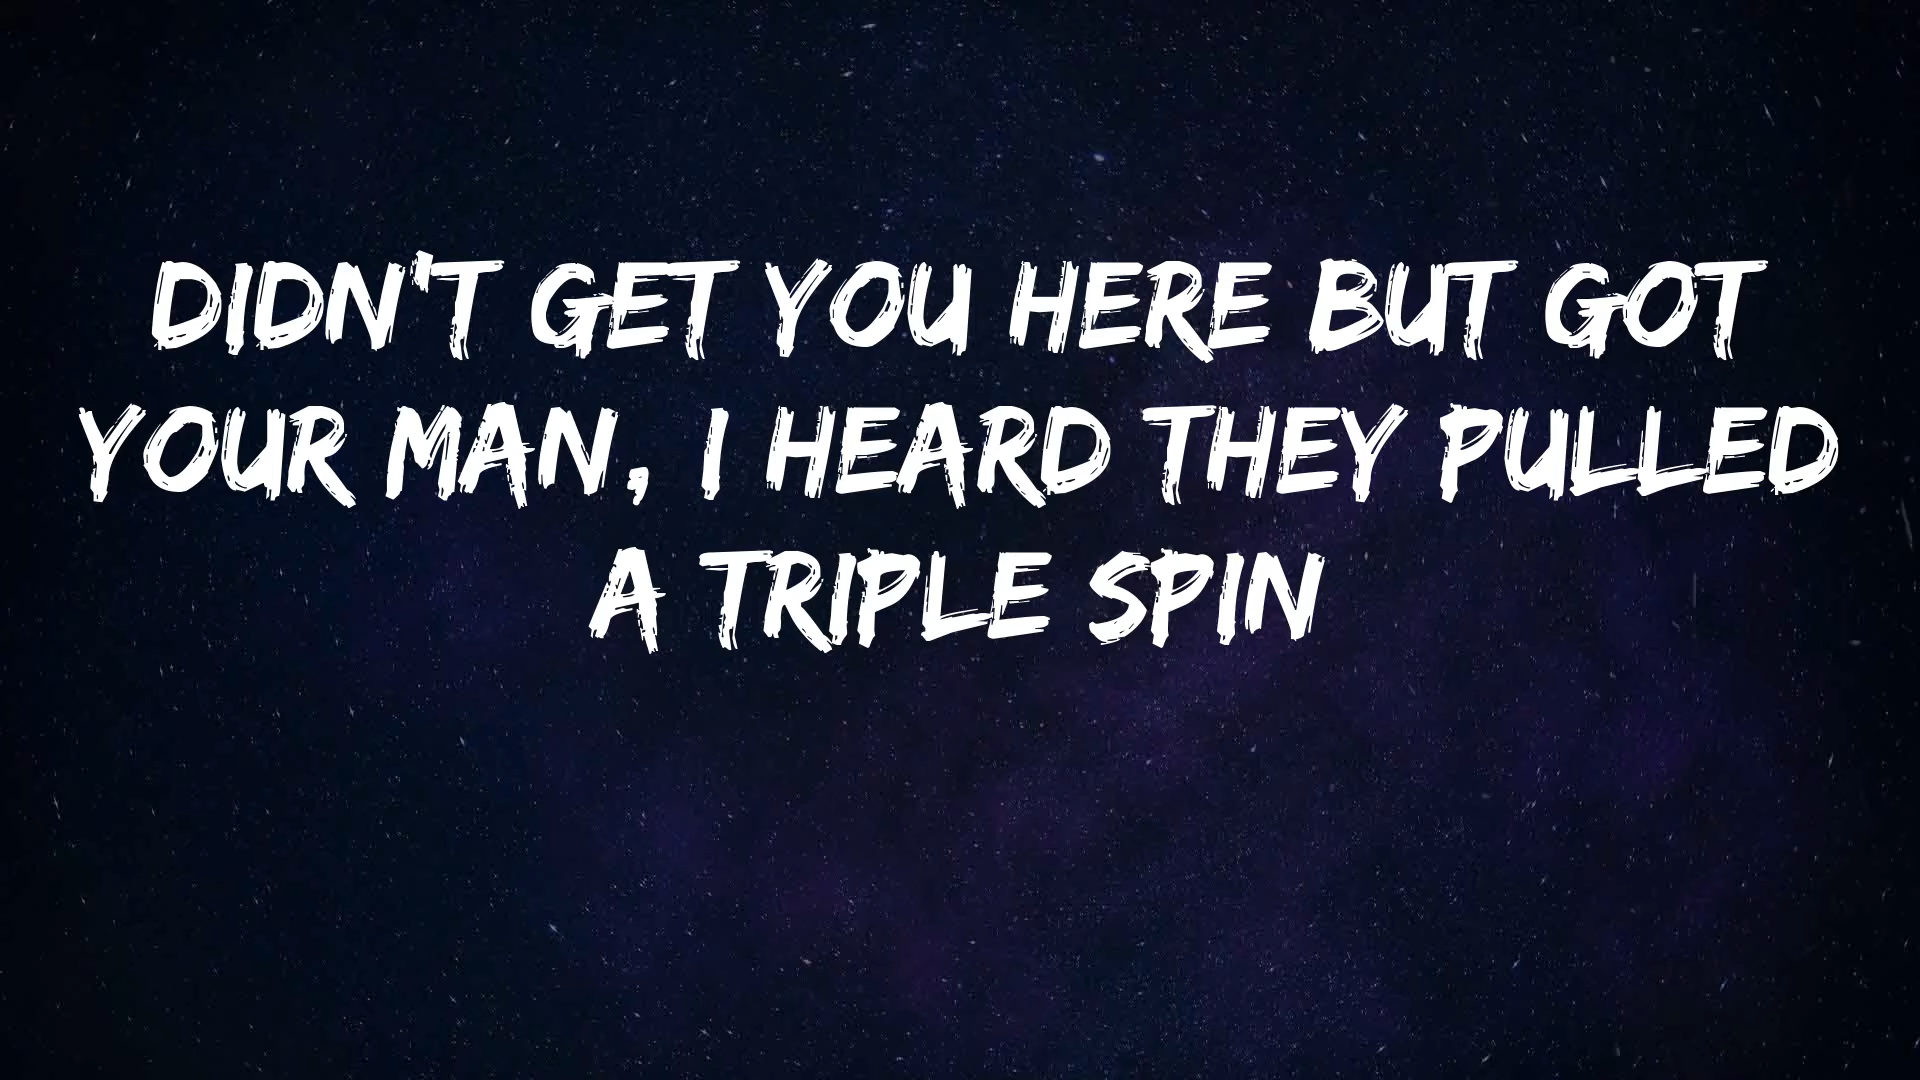 DIDN'T GET YOU HERE BUT GOT
YOUR MAN, I HEARD THEY PULLED
A TRIPLE SPIN